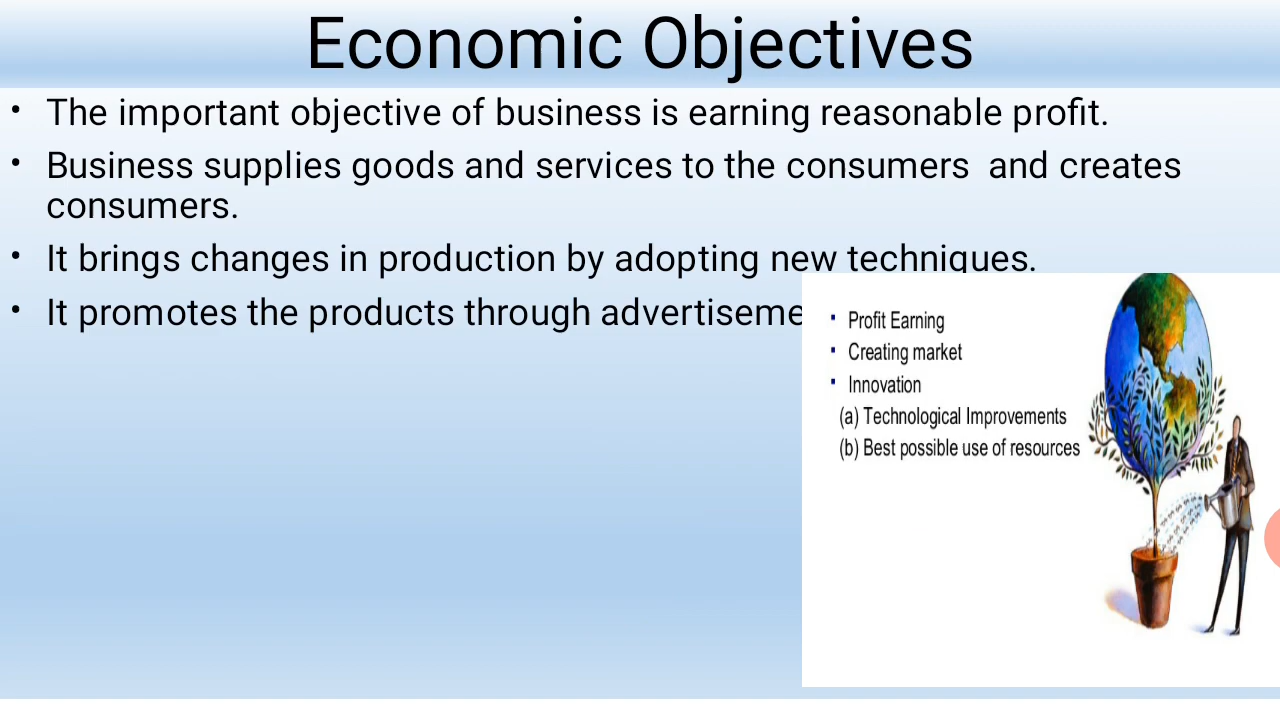 Economic Objectives
• The important objective of business is earning reasonable profit.
• Business supplies goods and services to the consumers and creates
consumers.
• It brings changes in production by adopting new techniques.
• It promotes the products through
▪ Profit Earning
▪ Creating market
▪ Innovation
(a) Technological Improvements
(b) Best possible use of resources